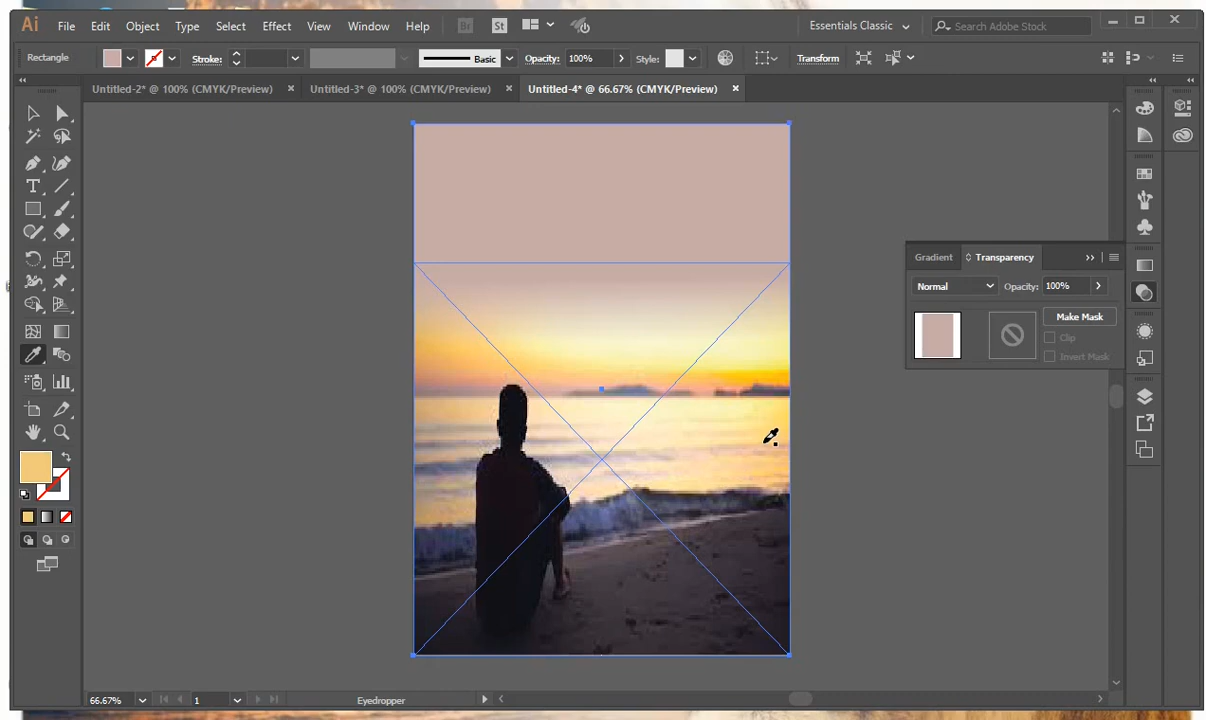 Ai File Edit Object Type Select Effect View Window Help Br St Essentials Classic Search Adobe Stock
Rectangle Stroke: Basic Opacity: 100% Style: Transform
Untitled-2* @ 100% (CMYK/Preview) Untitled-3* @ 100% (CMYK/Preview) Untitled-4* @ 66.67% (CMYK/Preview)
Gradient Transparency
Normal Opacity: 100%
Make Mask
Clip
Invert Mask
66.67% 1 Eyedropper